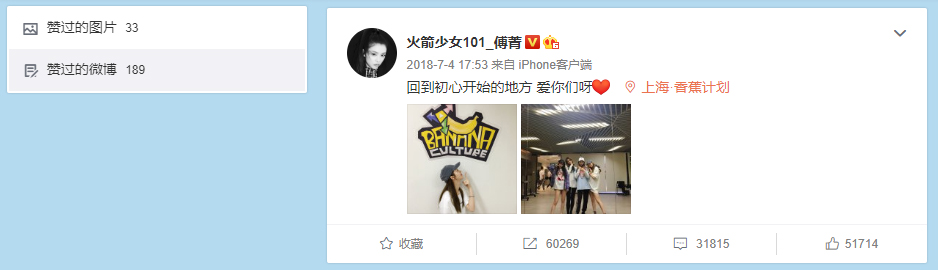 赞过的图片 33
赞过的微博 189
火箭少女101_傅菁
2018-7-4 17:53 来自 iPhone客户端
回到初心开始的地方 爱你们呀 上海·香蕉计划
BANANA
CULTURE
收藏 60269 31815 51714